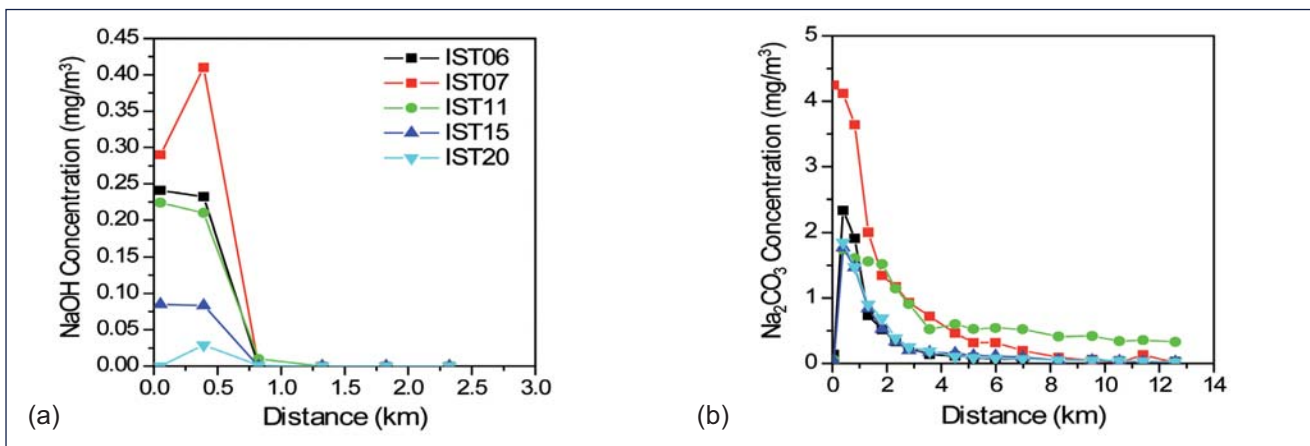 NaOH Concentration (mg/m³)
0.45
0.40
0.35
0.30
0.25
0.20
0.15
0.10
0.05
0.00
IST06
IST07
IST11
IST15
IST20
0.0 0.5 1.0 1.5 2.0 2.5 3.0
Distance (km)
(a)
Na₂CO₃ Concentration (mg/m³)
5
4
3
2
1
0
0 2 4 6 8 10 12 14
Distance (km)
(b)